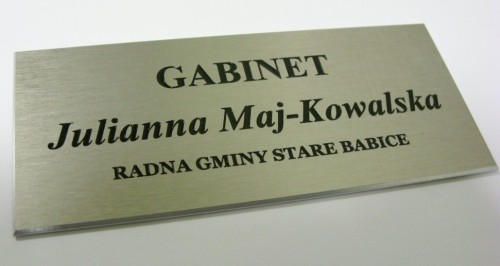 GABINET
Julianna Maj-Kowalska
RADNA GMINY STARE BABICE